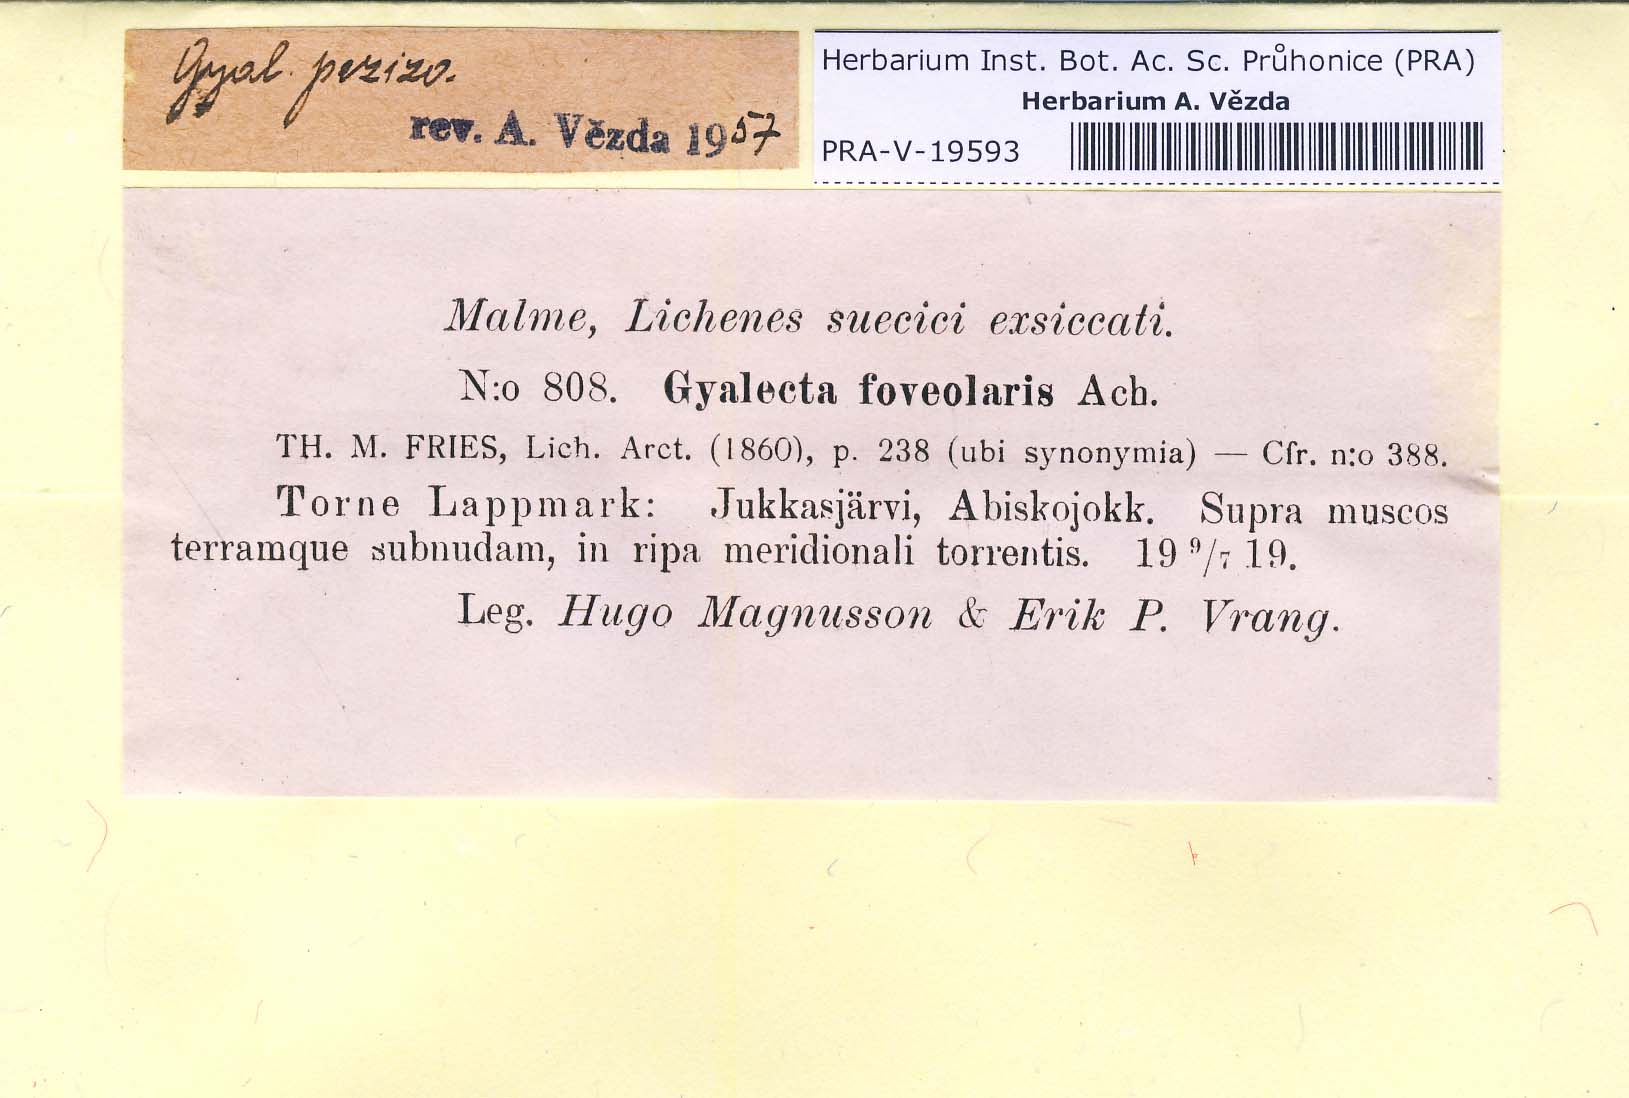 Gyal. pezizo.
rev. A. Vězda 1957
Herbarium Inst. Bot. Ac. Sc. Průhonice (PRA)
Herbarium A. Vězda
PRA-V-19593
Malme, Lichenes suecici exsiccati.
N:o 808. Gyalecta foveolaris Ach.
TH. M. FRIES, Lich. Arct. (1860), p. 238 (ubi synonymia) — Cfr. n:o 388.
Torne Lappmark: Jukkasjärvi, Abiskojokk. Supra muscos
terramque subnudam, in ripa meridionali torrentis. 19 9/7 19.
Leg. Hugo Magnusson & Erik P. Vrang.